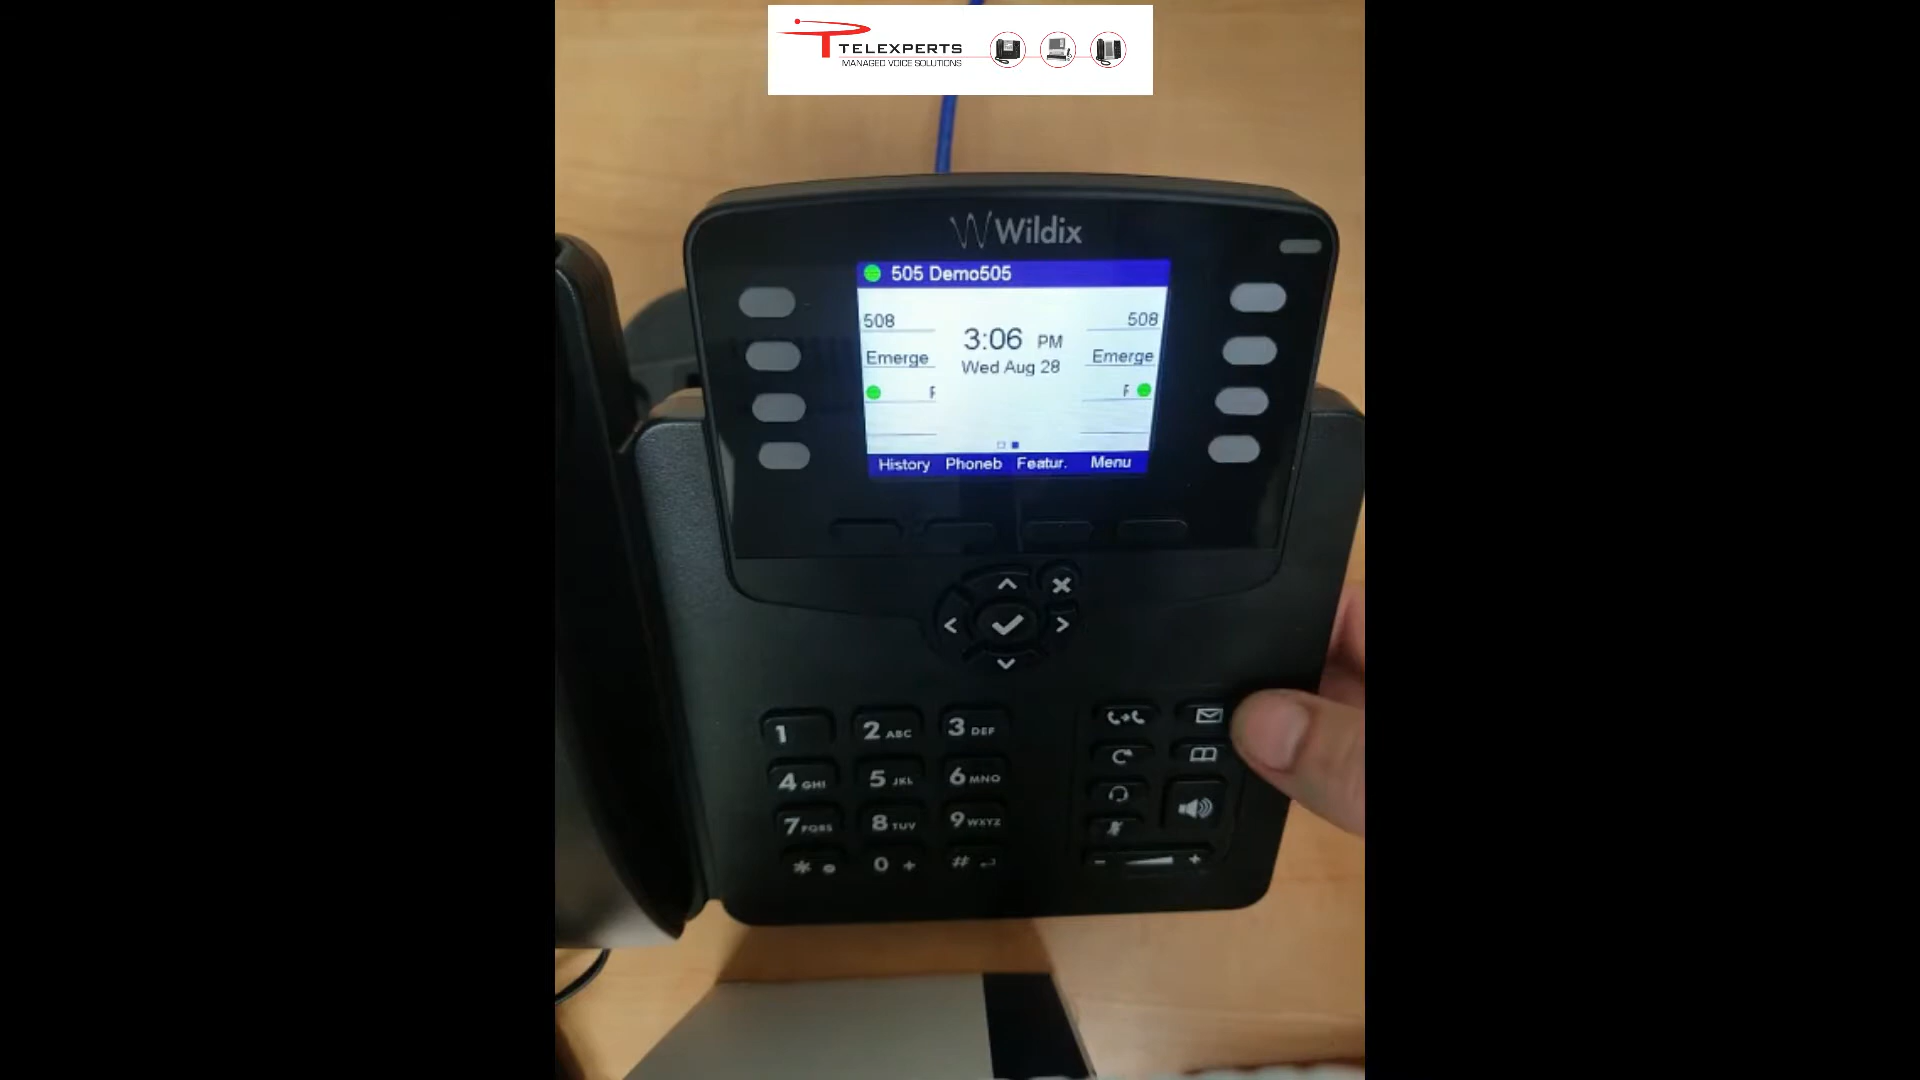 TELEXPERTS
MANAGED VOICE SOLUTIONS
Wildix
505 Demo505
508
508
3:06 PM
Emerge
Emerge
Wed Aug 28
F
F
History Phoneb Featur. Menu
1
2 ABC
3 DEF
4 GHI
5 JKL
6 MNO
7 PQRS
8 TUV
9 WXYZ
*
0 +
#
- +